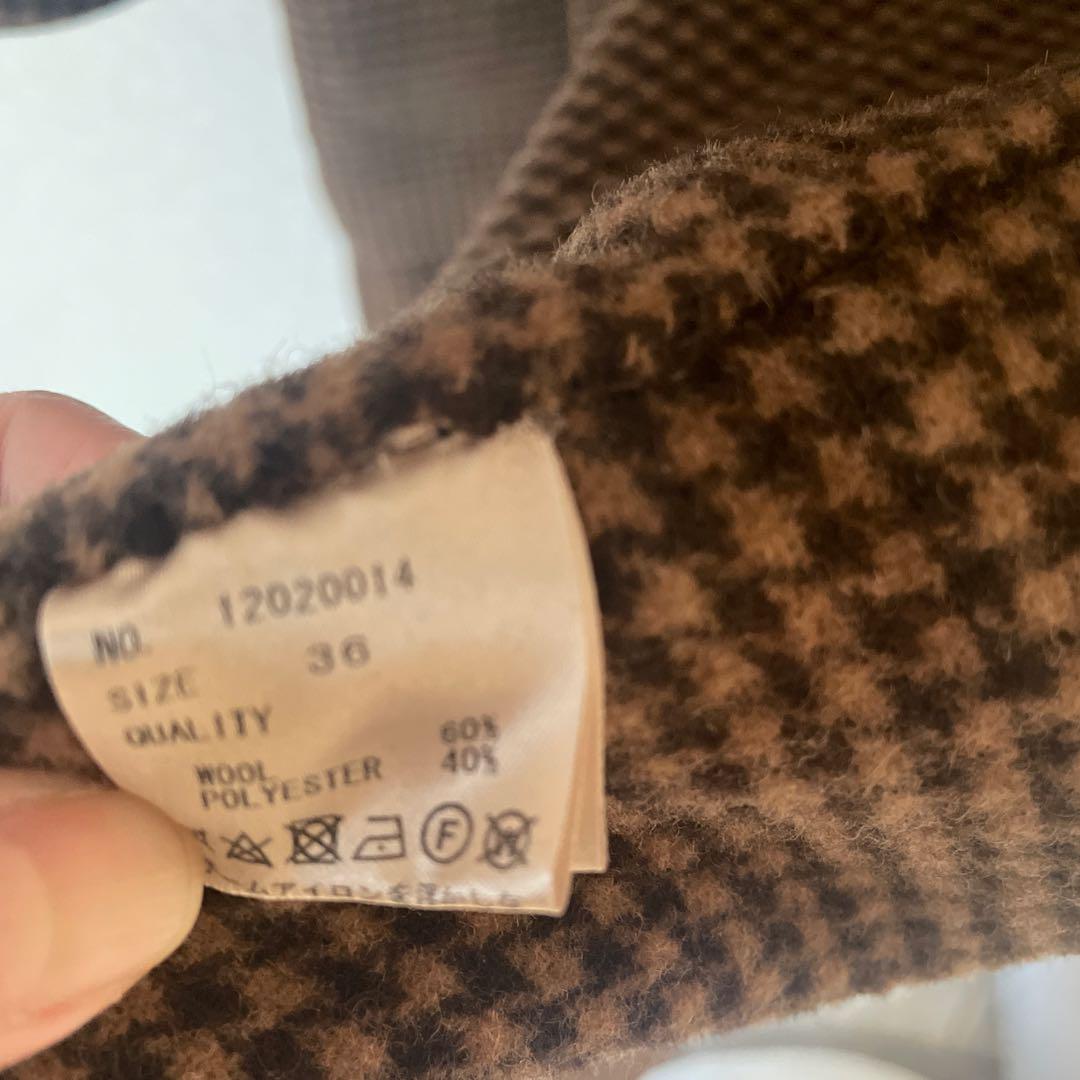 NO. 12020014
SIZE 36
QUALITY
WOOL 60%
POLYESTER 40%
F W